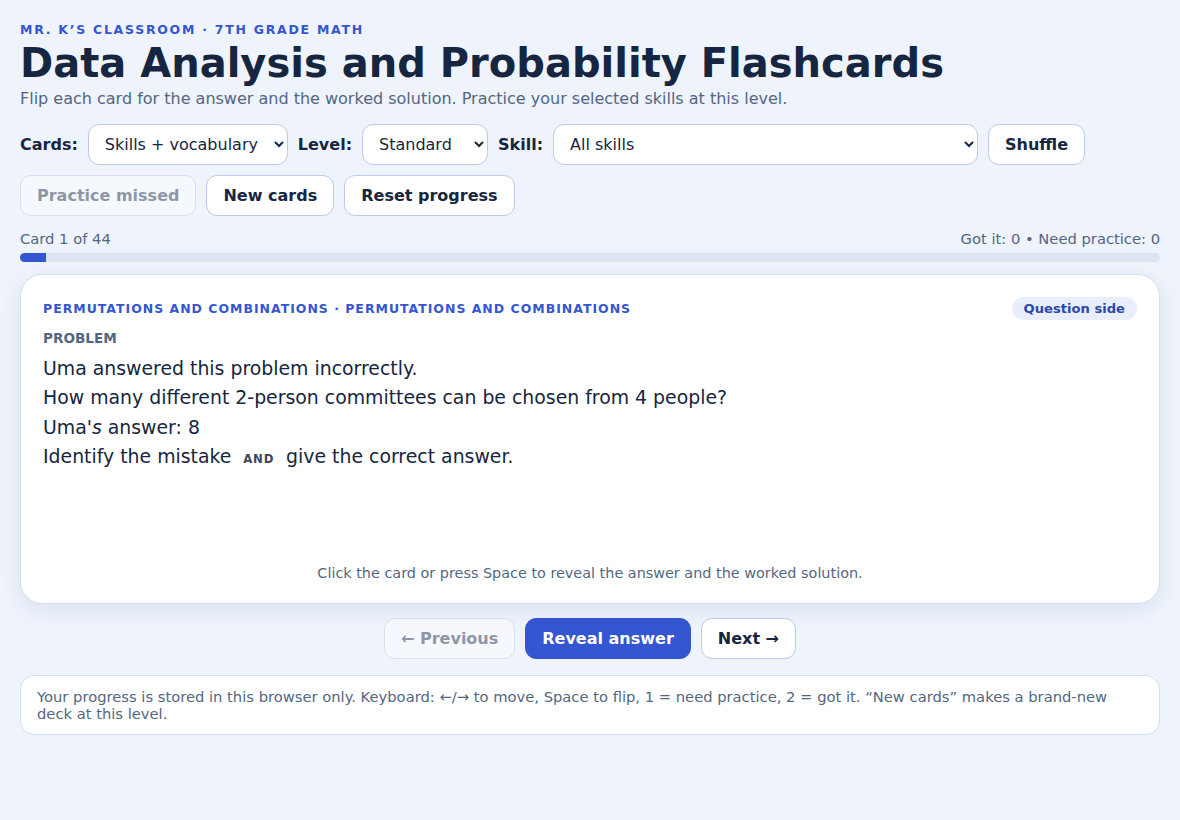 MR. K’S CLASSROOM · 7TH GRADE MATH
Data Analysis and Probability Flashcards
Flip each card for the answer and the worked solution. Practice your selected skills at this level.
Cards: Skills + vocabulary Level: Standard Skill: All skills Shuffle
Practice missed New cards Reset progress
Card 1 of 44 Got it: 0 • Need practice: 0
PERMUTATIONS AND COMBINATIONS · PERMUTATIONS AND COMBINATIONS Question side
PROBLEM
Uma answered this problem incorrectly.
How many different 2-person committees can be chosen from 4 people?
Uma's answer: 8
Identify the mistake AND give the correct answer.
Click the card or press Space to reveal the answer and the worked solution.
← Previous Reveal answer Next →
Your progress is stored in this browser only. Keyboard: ←/→ to move, Space to flip, 1 = need practice, 2 = got it. “New cards” makes a brand-new
deck at this level.